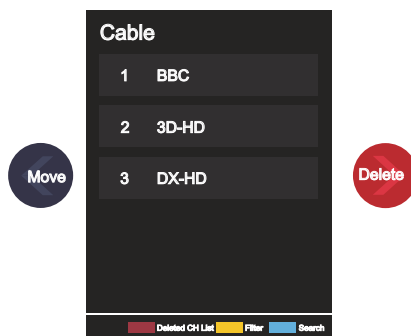 Cable
1 BBC
2 3D-HD
3 DX-HD
Move
Delete
Deleted CH List Filter Search